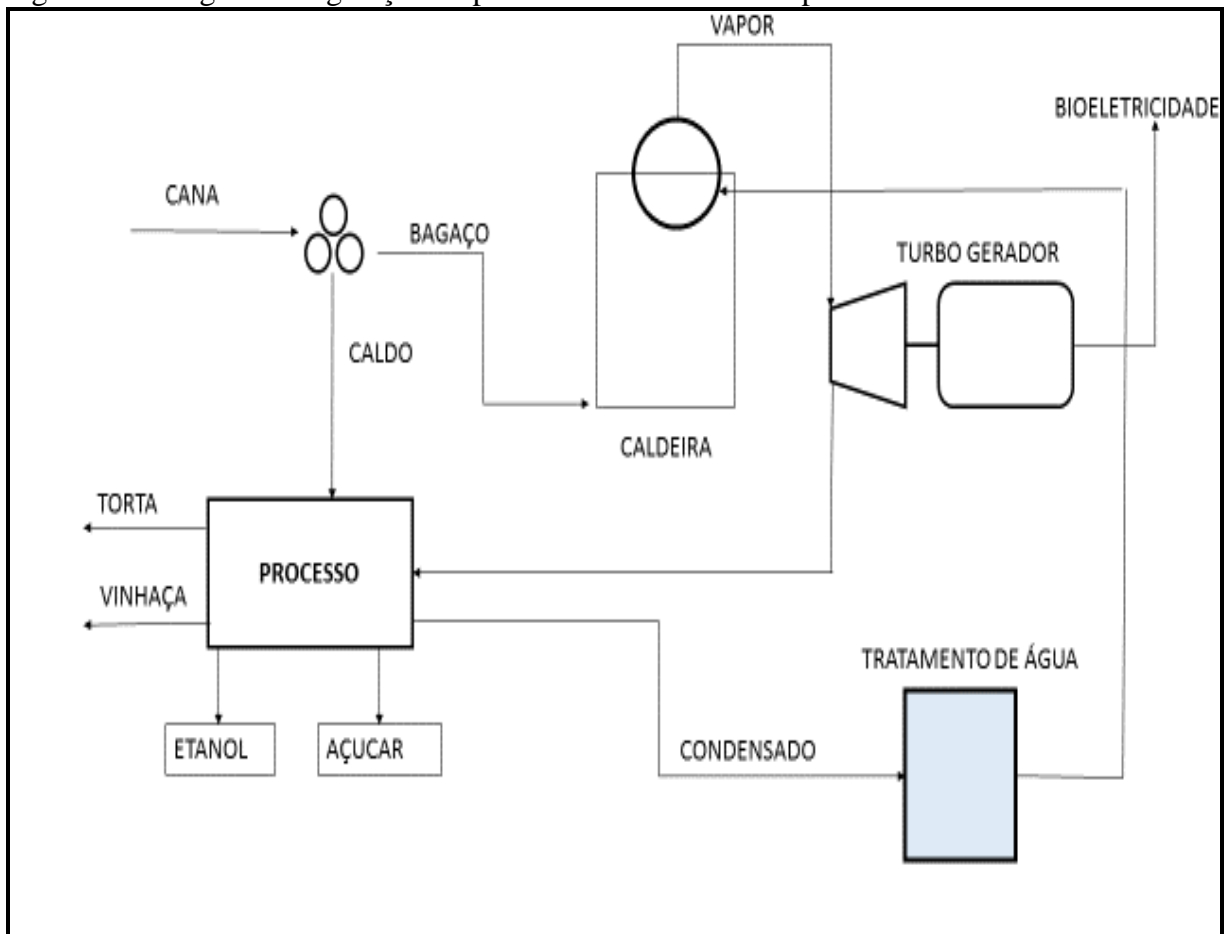 VAPOR
BIOELETRICIDADE
CANA
BAGAÇO
TURBO GERADOR
CALDO
CALDEIRA
TORTA
PROCESSO
VINHAÇA
TRATAMENTO DE ÁGUA
ETANOL
AÇUCAR
CONDENSADO